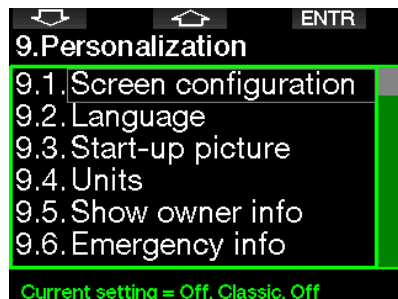 ENTR
9.Personalization
9.1.Screen configuration
9.2.Language
9.3.Start-up picture
9.4.Units
9.5.Show owner info
9.6.Emergency info
Current setting = Off, Classic, Off